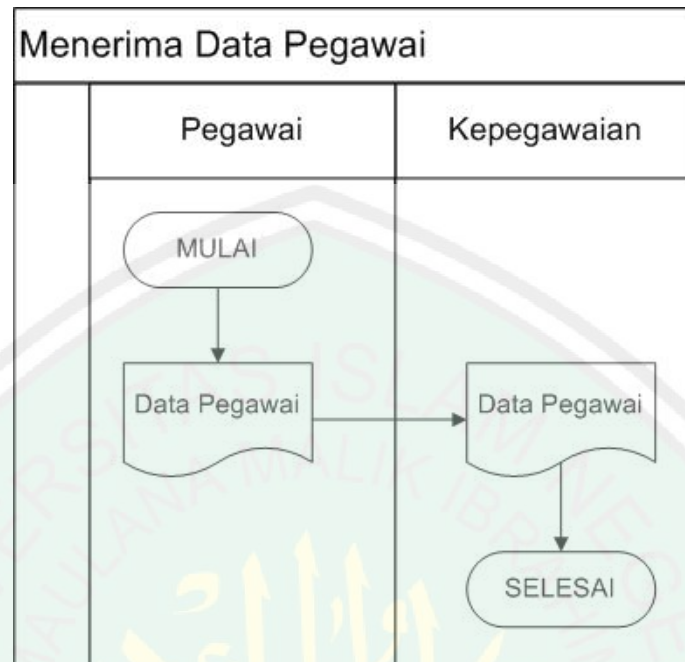 Menerima Data Pegawai
Pegawai Kepegawaian
MULAI
Data Pegawai Data Pegawai
SELESAI